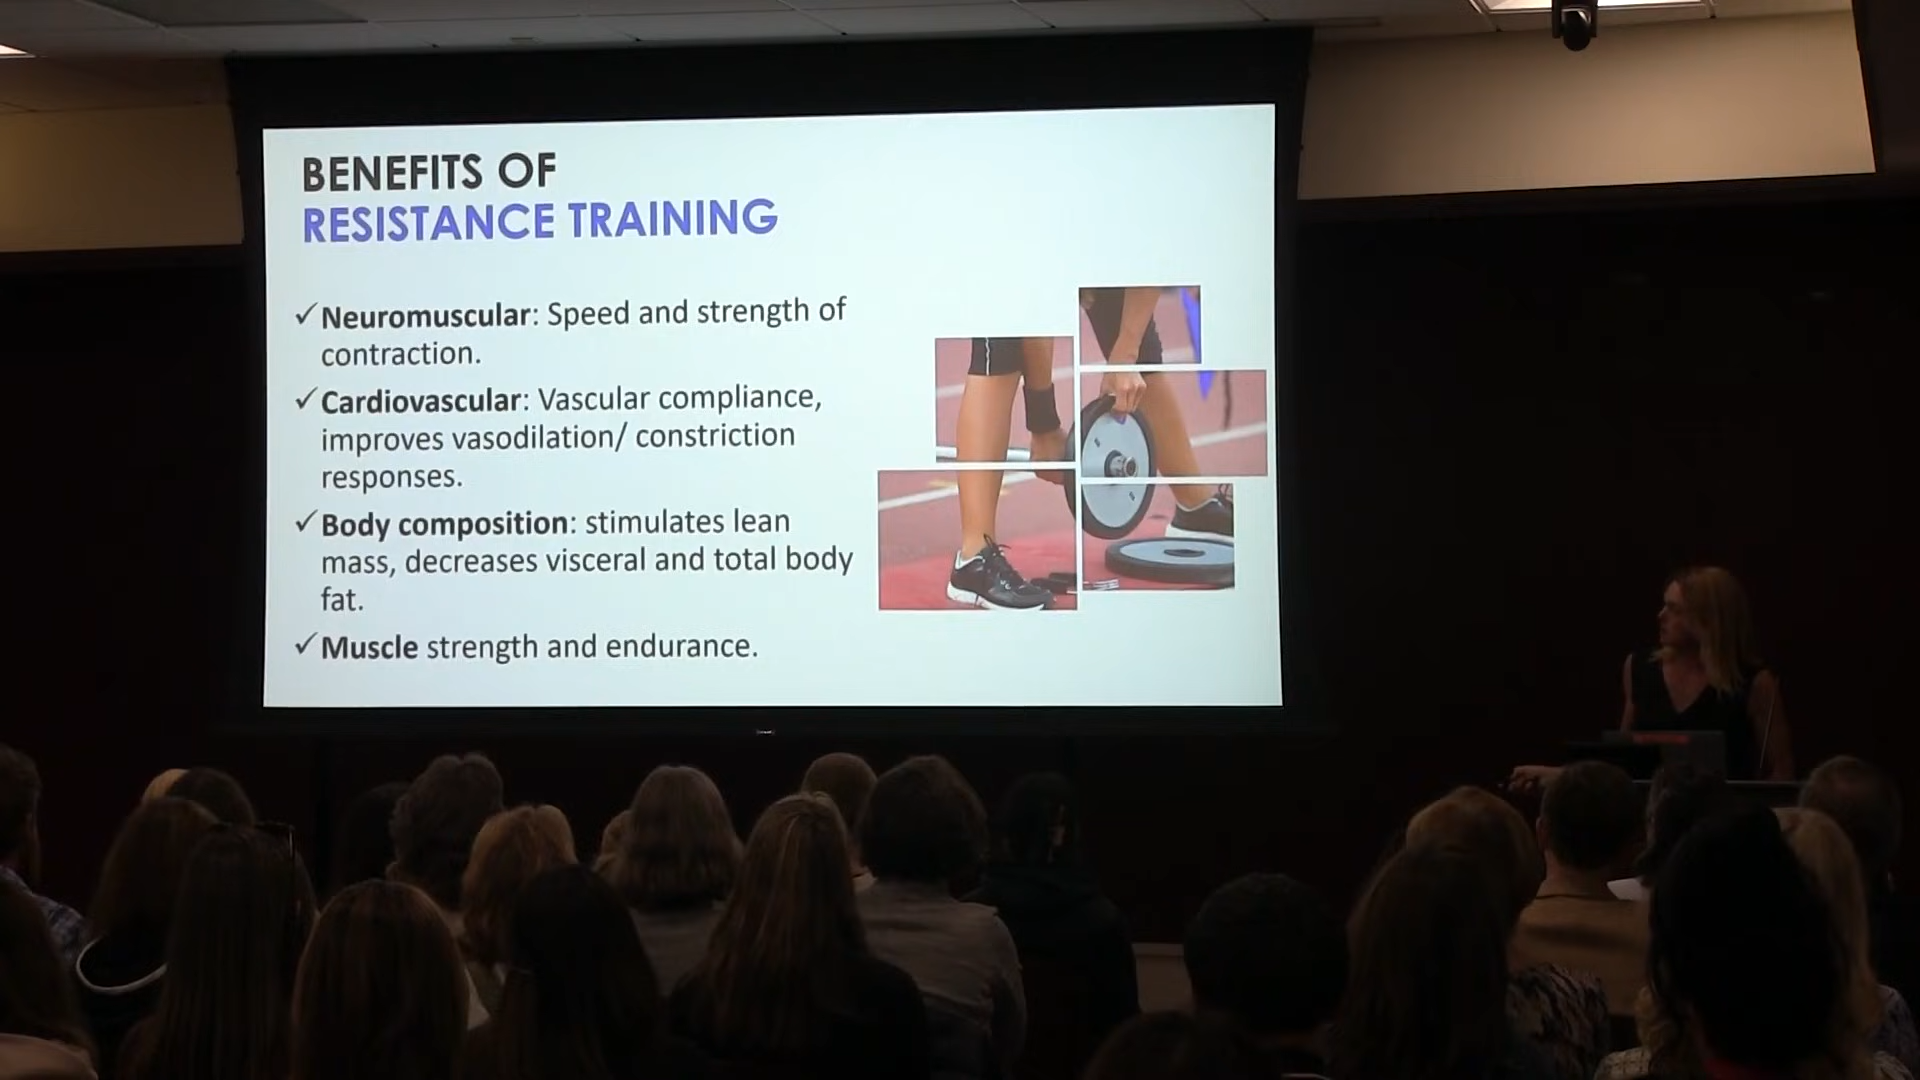 BENEFITS OF
RESISTANCE TRAINING
✓ Neuromuscular: Speed and strength of
contraction.
✓ Cardiovascular: Vascular compliance,
improves vasodilation/ constriction
responses.
✓ Body composition: stimulates lean
mass, decreases visceral and total body
fat.
✓ Muscle strength and endurance.